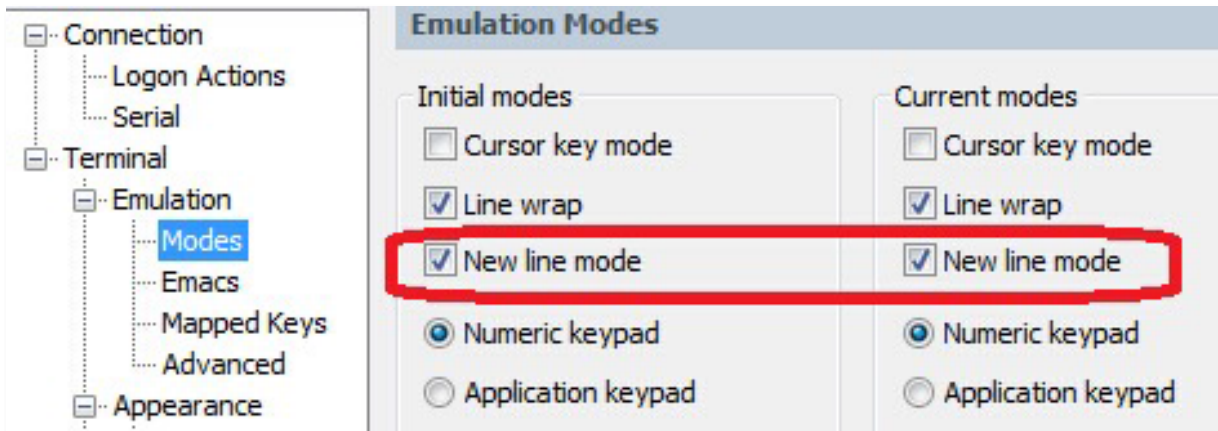 Connection
Logon Actions
Serial
Terminal
Emulation
Modes
Emacs
Mapped Keys
Advanced
Appearance
Emulation Modes
Initial modes
Cursor key mode
Line wrap
New line mode
Numeric keypad
Application keypad
Current modes
Cursor key mode
Line wrap
New line mode
Numeric keypad
Application keypad